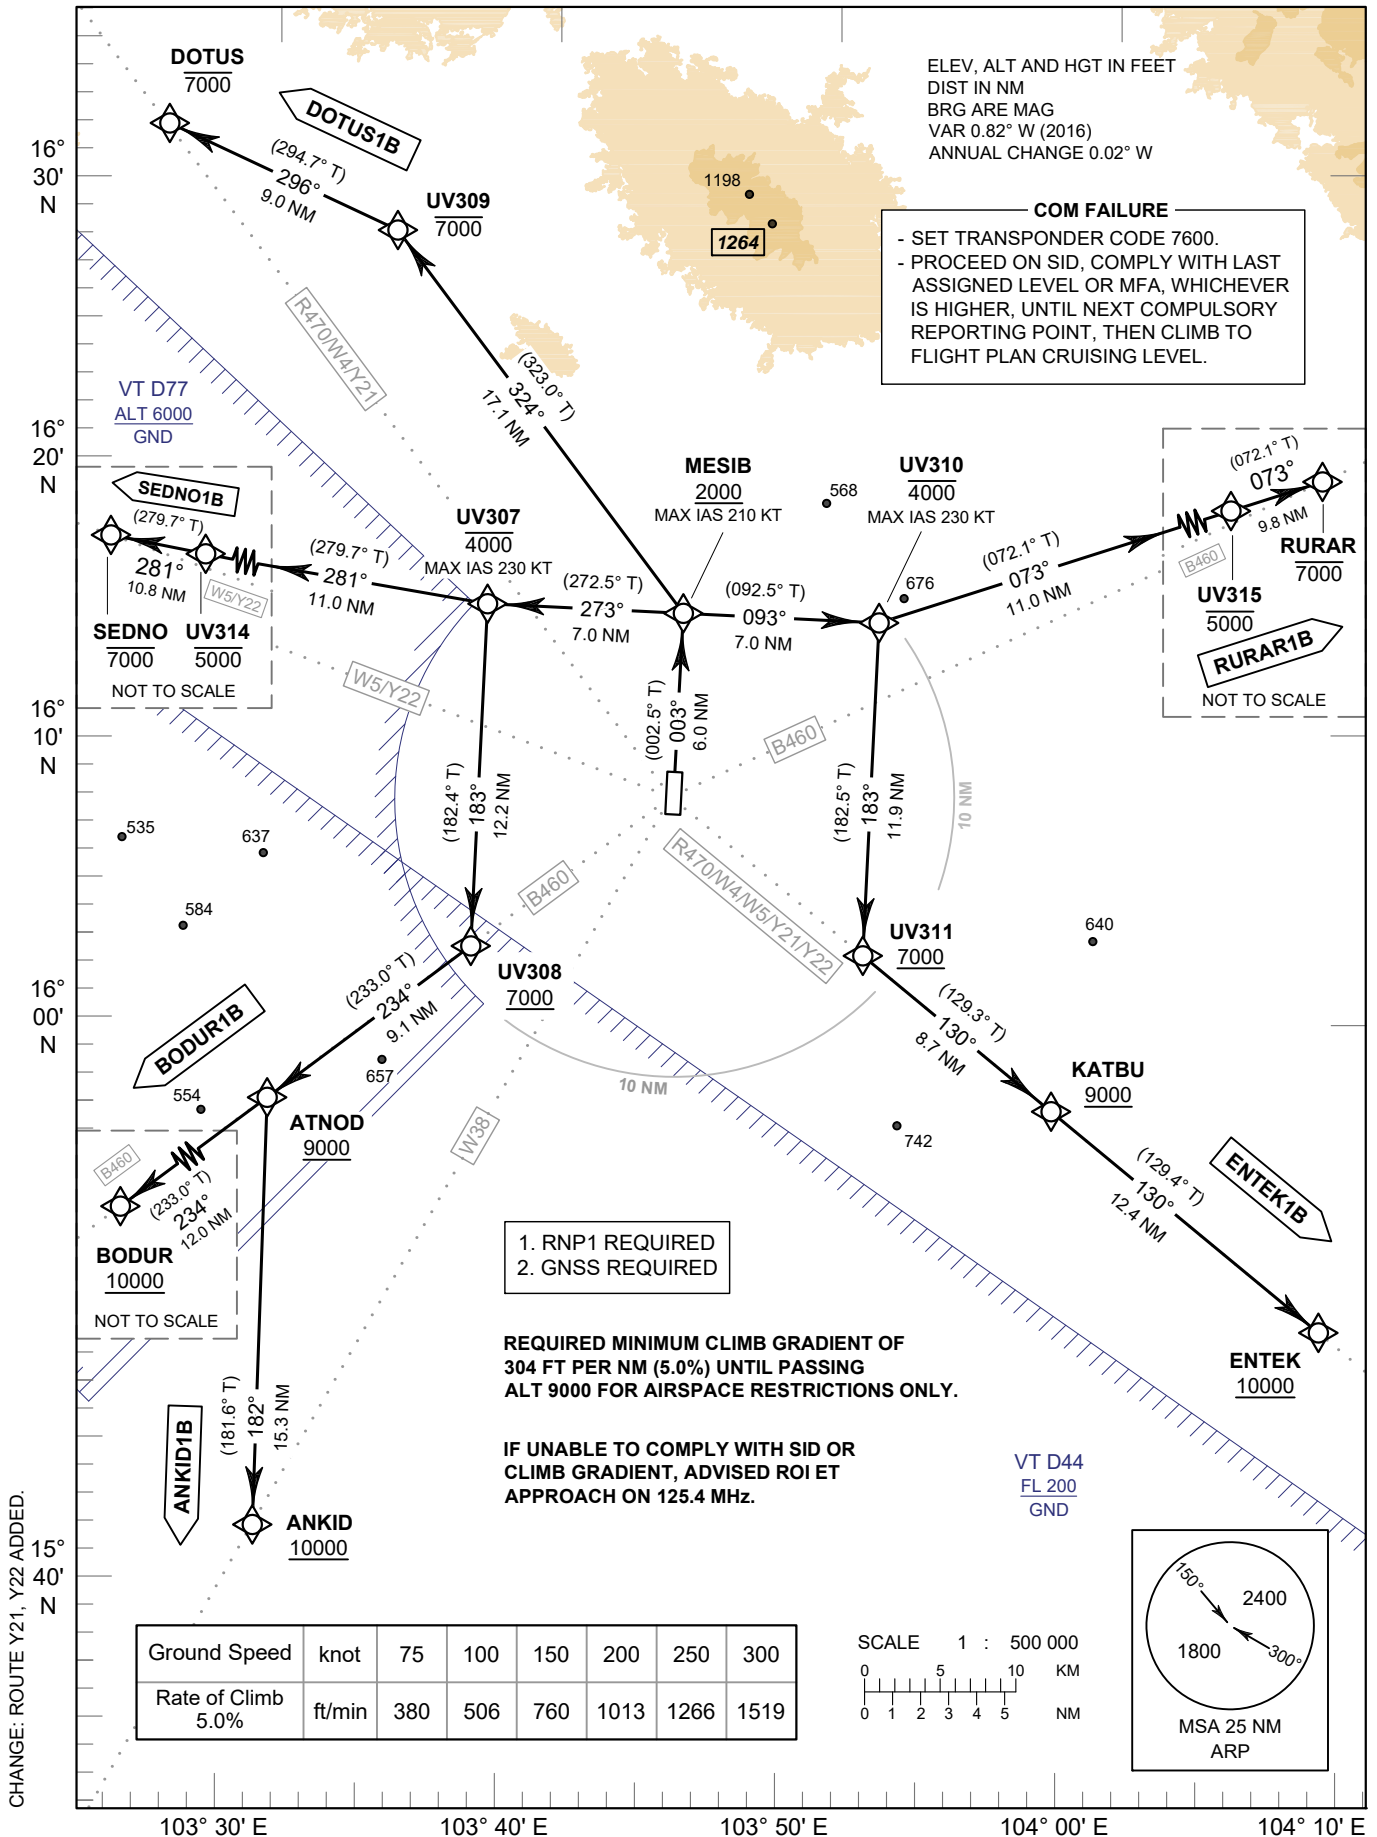 DOTUS
7000
DOTUS1B
(294.7° T)
296°
9.0 NM
UV309
7000
1198
1264
ELEV, ALT AND HGT IN FEET
DIST IN NM
BRG ARE MAG
VAR 0.82° W (2016)
ANNUAL CHANGE 0.02° W
COM FAILURE
- SET TRANSPONDER CODE 7600.
- PROCEED ON SID, COMPLY WITH LAST
ASSIGNED LEVEL OR MFA, WHICHEVER
IS HIGHER, UNTIL NEXT COMPULSORY
REPORTING POINT, THEN CLIMB TO
FLIGHT PLAN CRUISING LEVEL.
16°
30'
N
R470/W4/Y21
(323.0° T)
324°
17.1 NM
VT D77
ALT 6000
GND
16°
20'
N
SEDNO1B
(279.7° T)
281°
10.8 NM
SEDNO
7000
UV314
5000
NOT TO SCALE
W5/Y22
(279.7° T)
281°
11.0 NM
UV307
4000
MAX IAS 230 KT
(272.5° T)
273°
7.0 NM
MESIB
2000
MAX IAS 210 KT
(092.5° T)
093°
7.0 NM
568
UV310
4000
MAX IAS 230 KT
676
(072.1° T)
073°
11.0 NM
(072.1° T)
073°
9.8 NM
B460
RURAR
7000
UV315
5000
RURAR1B
NOT TO SCALE
W5/Y22
16°
10'
N
(002.5° T)
003°
6.0 NM
B460
10 NM
(182.4° T)
183°
12.2 NM
(182.5° T)
183°
11.9 NM
535
637
584
B460
R470/W4/W5/Y21/Y22
UV311
7000
640
UV308
7000
16°
00'
N
(233.0° T)
234°
9.1 NM
BODUR1B
657
554
10 NM
(129.3° T)
130°
8.7 NM
KATBU
9000
ATNOD
9000
W38
742
B460
(233.0° T)
234°
12.0 NM
BODUR
10000
NOT TO SCALE
(129.4° T)
130°
12.4 NM
ENTEK1B
1. RNP1 REQUIRED
2. GNSS REQUIRED
REQUIRED MINIMUM CLIMB GRADIENT OF
304 FT PER NM (5.0%) UNTIL PASSING
ALT 9000 FOR AIRSPACE RESTRICTIONS ONLY.
ENTEK
10000
(181.6° T)
182°
15.3 NM
ANKID1B
IF UNABLE TO COMPLY WITH SID OR
CLIMB GRADIENT, ADVISED ROI ET
APPROACH ON 125.4 MHz.
VT D44
FL 200
GND
ANKID
10000
15°
40'
N
CHANGE: ROUTE Y21, Y22 ADDED.
Ground Speed knot 75 100 150 200 250 300
Rate of Climb
5.0% ft/min 380 506 760 1013 1266 1519
SCALE 1 : 500 000
0 5 10 KM
0 1 2 3 4 5 NM
150°
2400
1800
300°
MSA 25 NM
ARP
103° 30' E 103° 40' E 103° 50' E 104° 00' E 104° 10' E